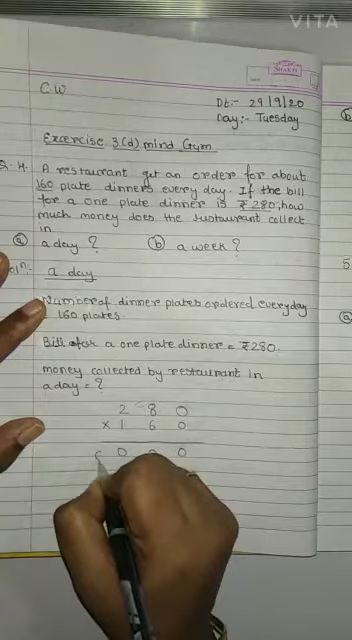 VITA
SHAKTI
C.W
Dt:- 29/9/20
Day:- Tuesday
Excercise 3(d) mind Gym
Q.4. A restaurant get an order for about
160 plate dinners every day. If the bill
for a one plate dinner is ₹280, how
much money does the restaurant collect
in
(a) a day ? (b) a week ?
Soln:- a day
Number of dinner plates ordered everyday
160 plates.
Bill for a one plate dinner = ₹280.
money collected by restaurant in
a day = ?
2 8 0
× 1 6 0
0 0 0